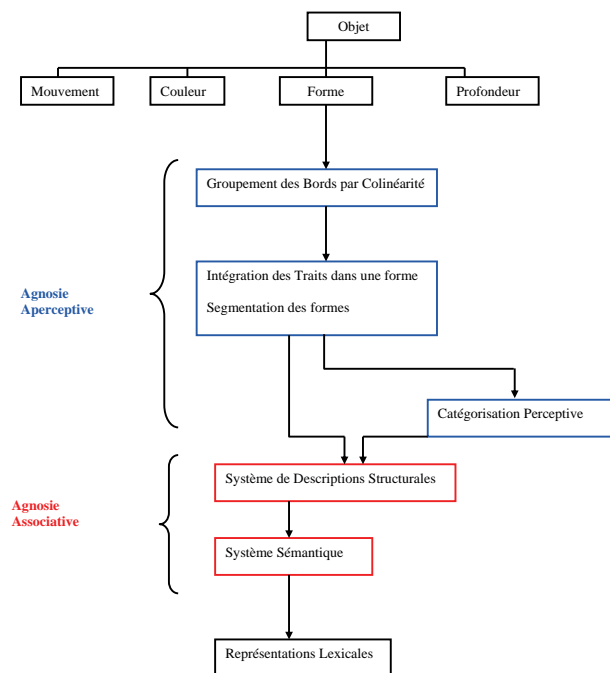 Objet
Mouvement
Couleur
Forme
Profondeur
Groupement des Bords par Colinéarité
Intégration des Traits dans une forme
Segmentation des formes
Agnosie
Aperceptive
Catégorisation Perceptive
Système de Descriptions Structurales
Agnosie
Associative
Système Sémantique
Représentations Lexicales